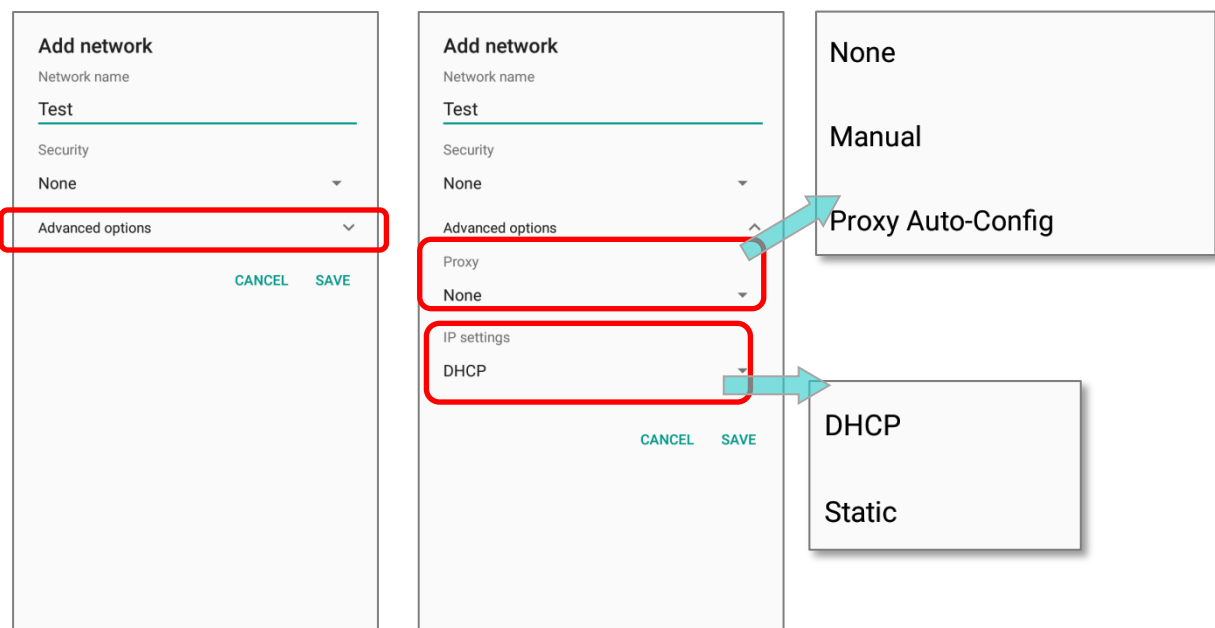 Add network
Network name
Test
Security
None
Advanced options
CANCEL SAVE
Add network
Network name
Test
Security
None
Advanced options
Proxy
None
IP settings
DHCP
CANCEL SAVE
None
Manual
Proxy Auto-Config
DHCP
Static